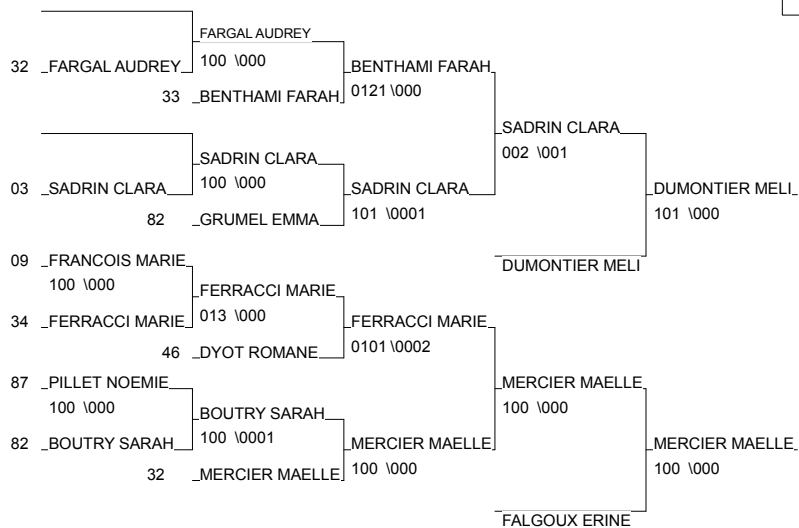 FARGAL AUDREY
32 FARGAL AUDREY 100 \000 BENTHAMI FARAH
33 BENTHAMI FARAH 0121 \000
SADRIN CLARA
002 \001
SADRIN CLARA
03 SADRIN CLARA 100 \000 SADRIN CLARA DUMONTIER MELI
82 GRUMEL EMMA 101 \0001 101 \000
09 FRANCOIS MARIE DUMONTIER MELI
100 \000 FERRACCI MARIE
34 FERRACCI MARIE 013 \000 FERRACCI MARIE
46 DYOT ROMANE 0101 \0002
87 PILLET NOEMIE MERCIER MAELLE
100 \000 BOUTRY SARAH 100 \000
82 BOUTRY SARAH 100 \0001 MERCIER MAELLE MERCIER MAELLE
32 MERCIER MAELLE 100 \000 100 \000
FALGOUX ERINE